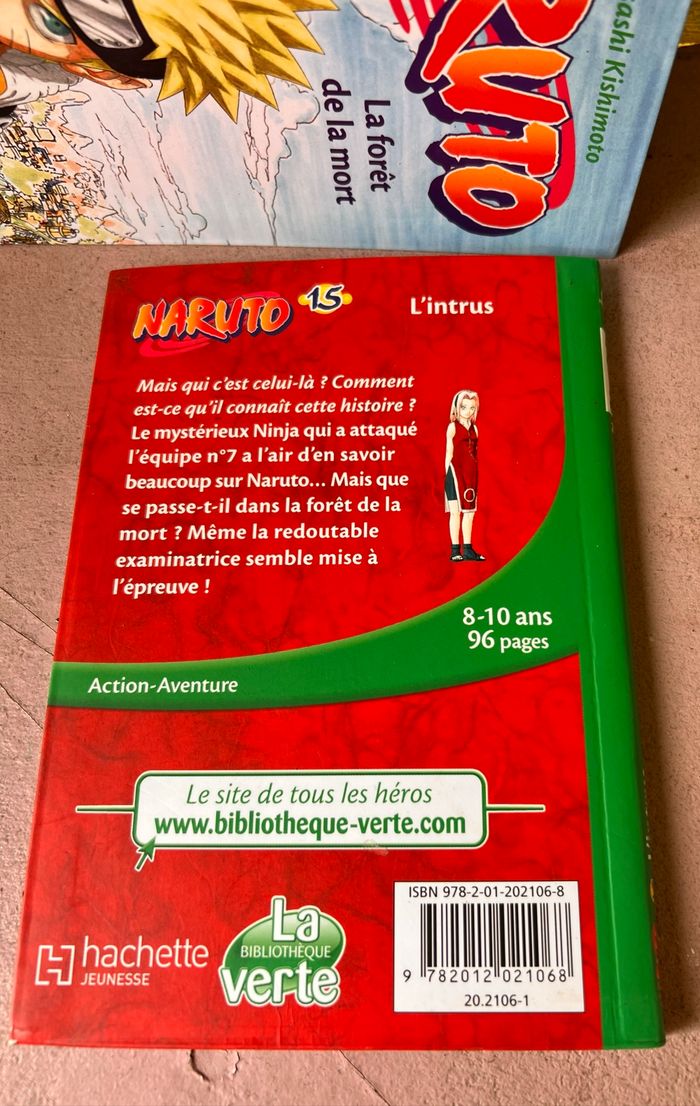 RUTO
ashi Kishimoto
La forêt
de la mort
NARUTO 15
L'intrus
Mais qui c'est celui-là ? Comment
est-ce qu'il connaît cette histoire ?
Le mystérieux Ninja qui a attaqué
l'équipe n°7 a l'air d'en savoir
beaucoup sur Naruto... Mais que
se passe-t-il dans la forêt de la
mort ? Même la redoutable
examinatrice semble mise à
l'épreuve !
8-10 ans
96 pages
Action-Aventure
Le site de tous les héros
www.bibliotheque-verte.com
hachette
JEUNESSE
La
BIBLIOTHÈQUE
verte
ISBN 978-2-01-202106-8
9 782012 021068
20.2106-1